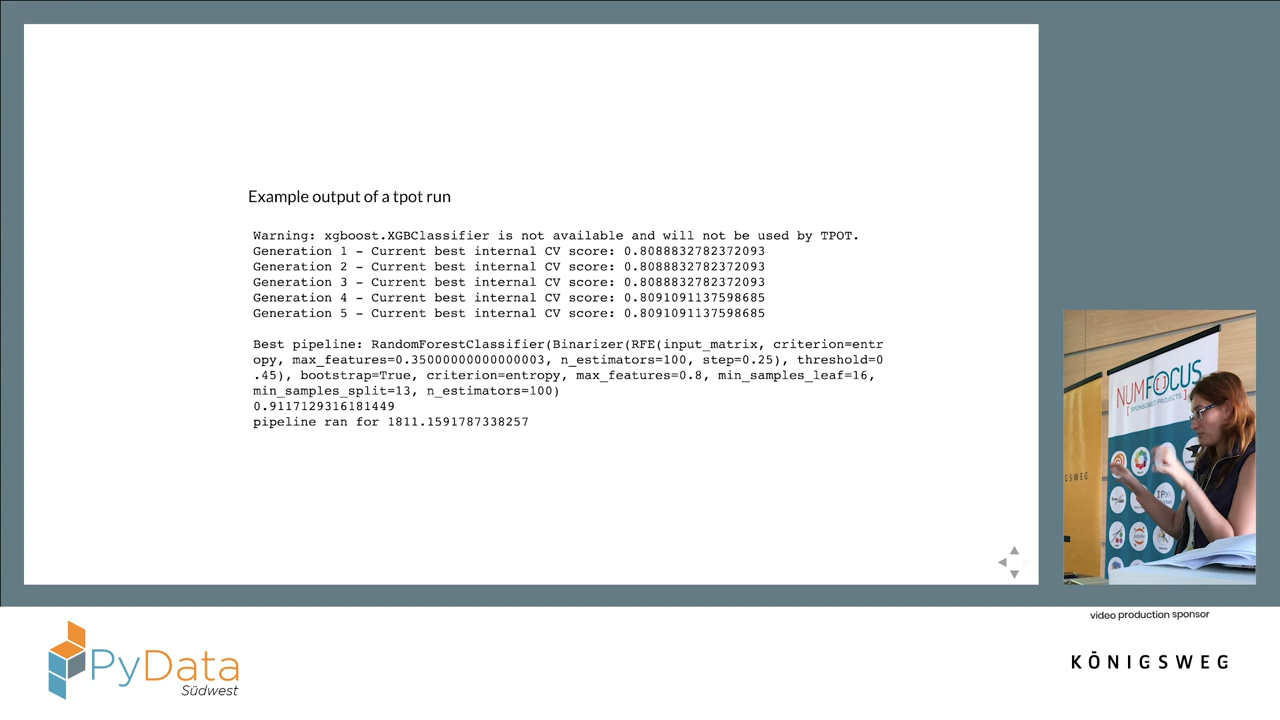 Example output of a tpot run
Warning: xgboost.XGBClassifier is not available and will not be used by TPOT.
Generation 1 - Current best internal CV score: 0.8088832782372093
Generation 2 - Current best internal CV score: 0.8088832782372093
Generation 3 - Current best internal CV score: 0.8088832782372093
Generation 4 - Current best internal CV score: 0.8091091137598685
Generation 5 - Current best internal CV score: 0.8091091137598685
Best pipeline: RandomForestClassifier(Binarizer(RFE(input_matrix, criterion=entr
opy, max_features=0.35000000000000003, n_estimators=100, step=0.25), threshold=0
.45), bootstrap=True, criterion=entropy, max_features=0.8, min_samples_leaf=16,
min_samples_split=13, n_estimators=100)
0.9117129316181449
pipeline ran for 1811.1591787338257
NUMFOCUS
[ SPONSORED PROJECTS ]
GSWEG
IP
video production sponsor
KÖNIGSWEG
PyData
Südwest